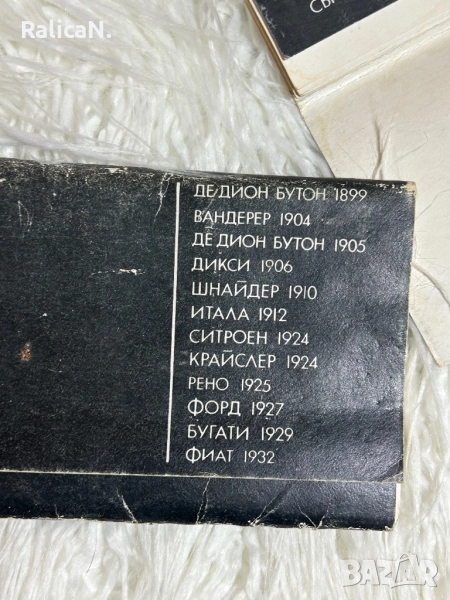 RalicaN.
ДЕ ДИОН БУТОН 1899
ВАНДЕРЕР 1904
ДЕ ДИОН БУТОН 1905
ДИКСИ 1906
ШНАЙДЕР 1910
ИТАЛА 1912
СИТРОЕН 1924
КРАЙСЛЕР 1924
РЕНО 1925
ФОРД 1927
БУГАТИ 1929
ФИАТ 1932
BAZAR